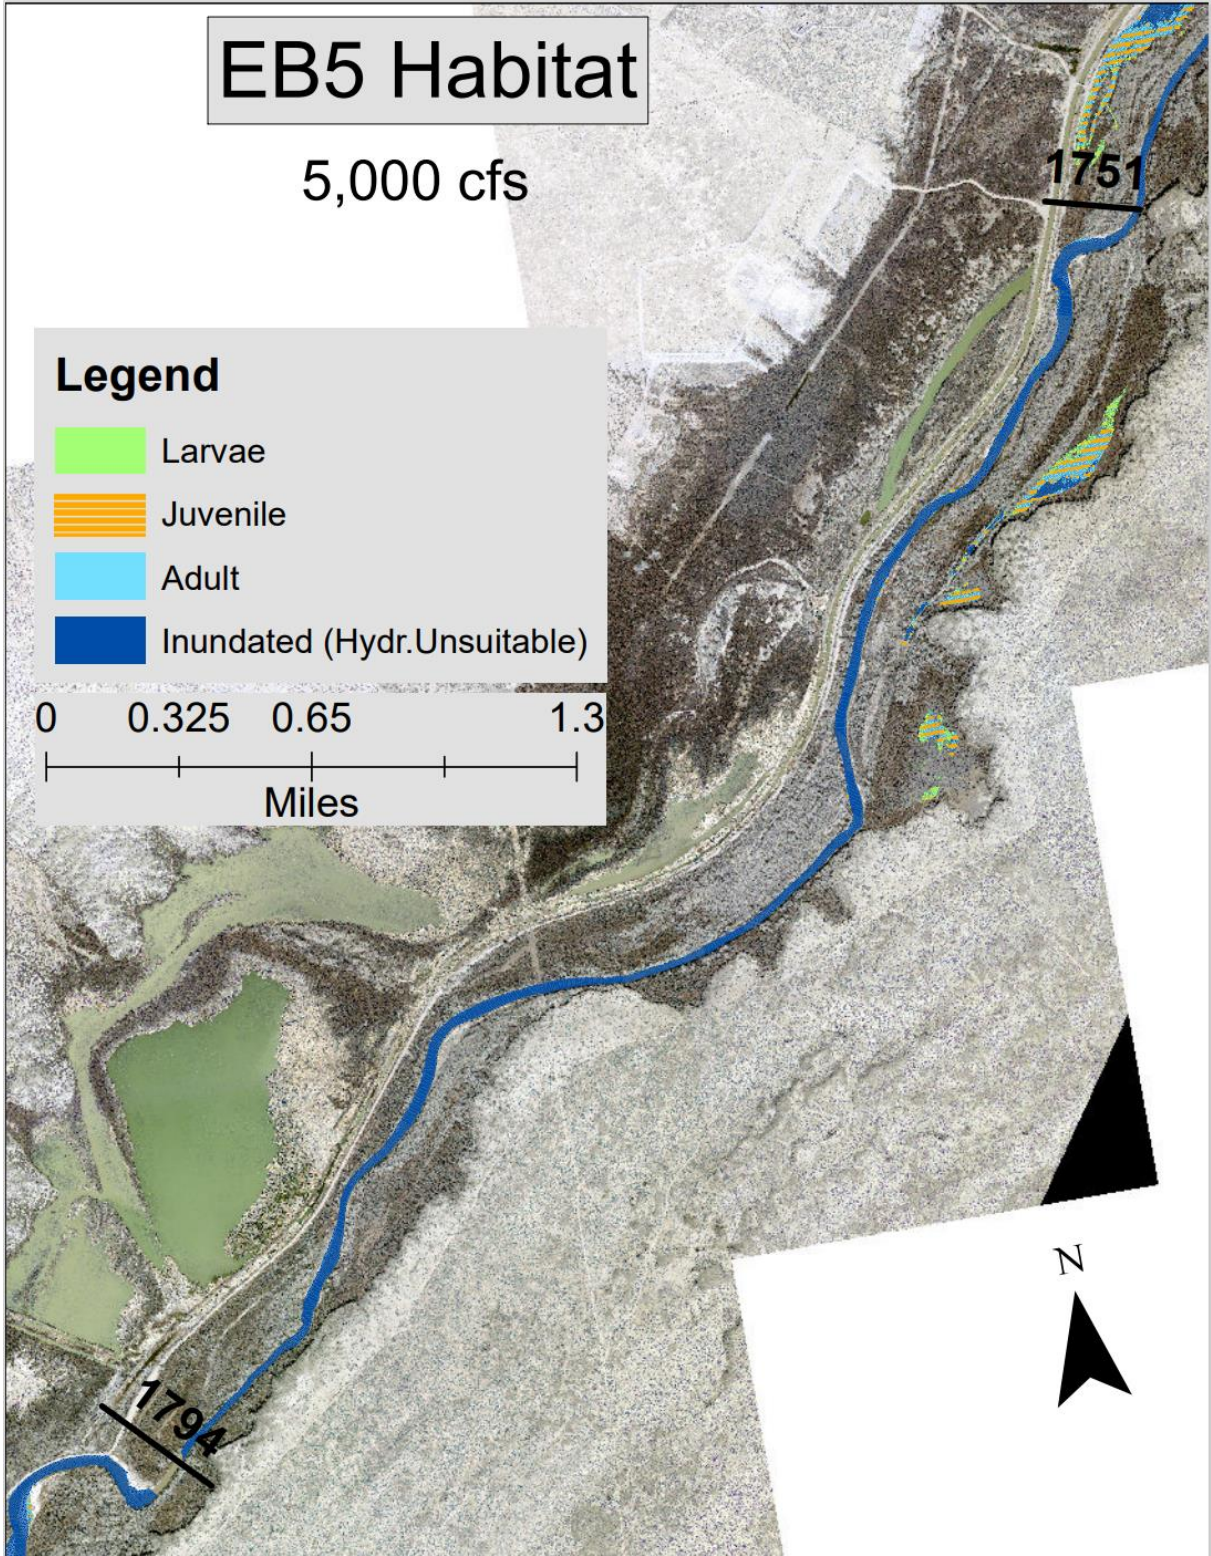 EB5 Habitat
5,000 cfs
1751
Legend
Larvae
Juvenile
Adult
Inundated (Hydr.Unsuitable)
0 0.325 0.65 1.3
Miles
N
1794